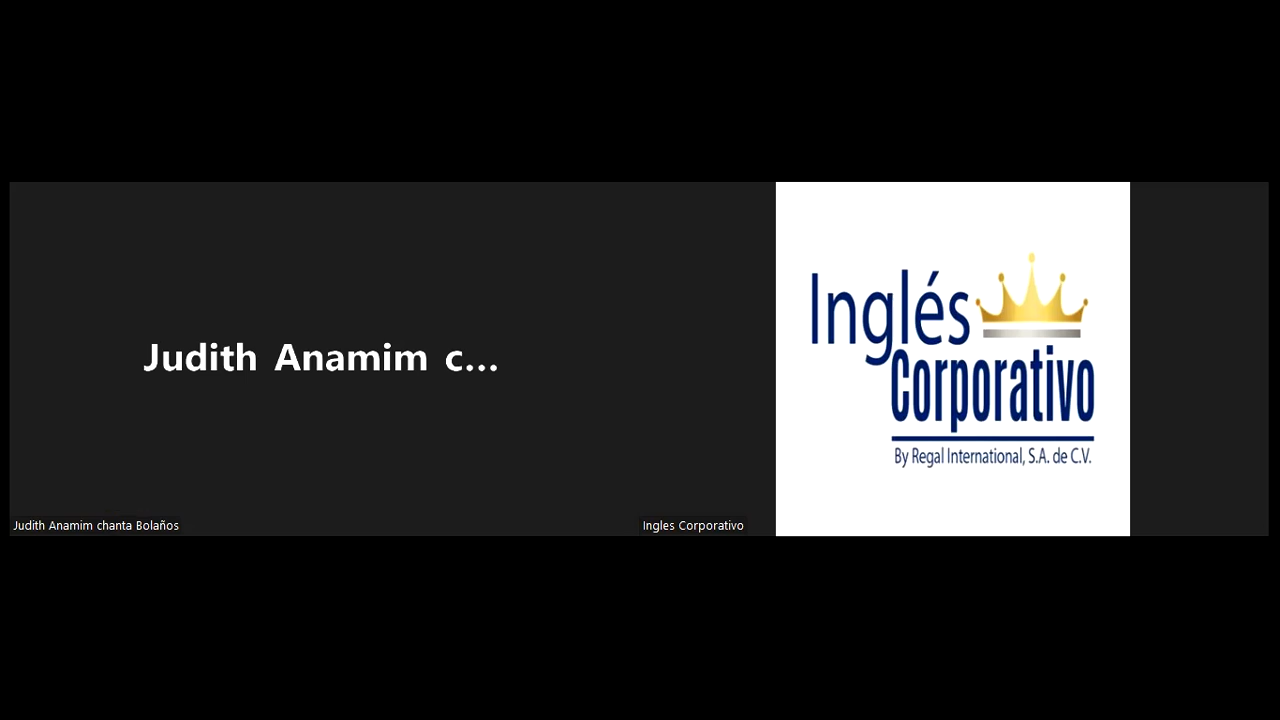 Judith Anamim c...
Judith Anamim chanta Bolaños
Inglés
Corporativo
By Regal International, S.A. de C.V.
Ingles Corporativo